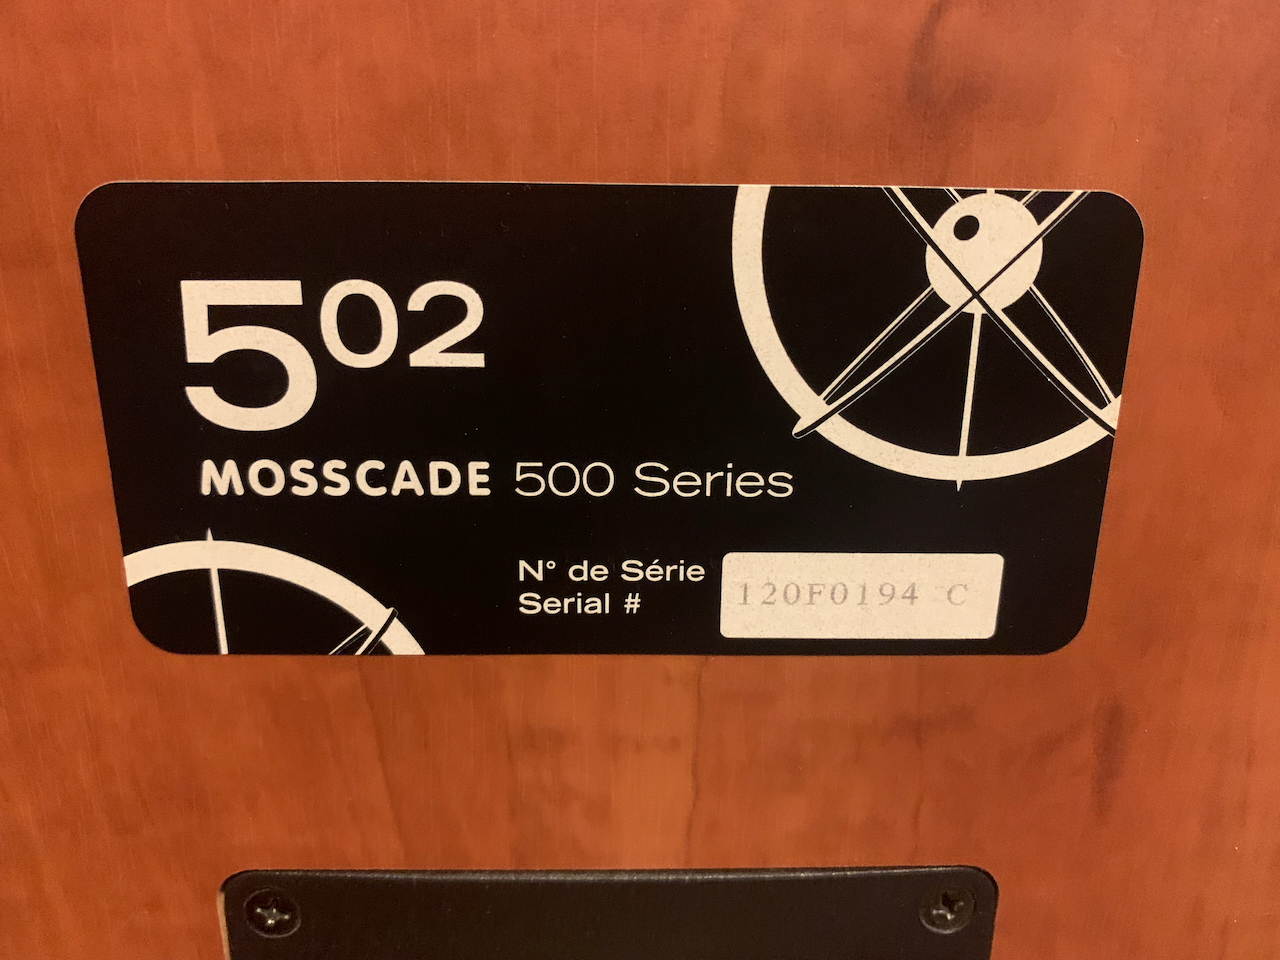 502
MOSSCADE 500 Series
N° de Série
Serial #
120F0194 C